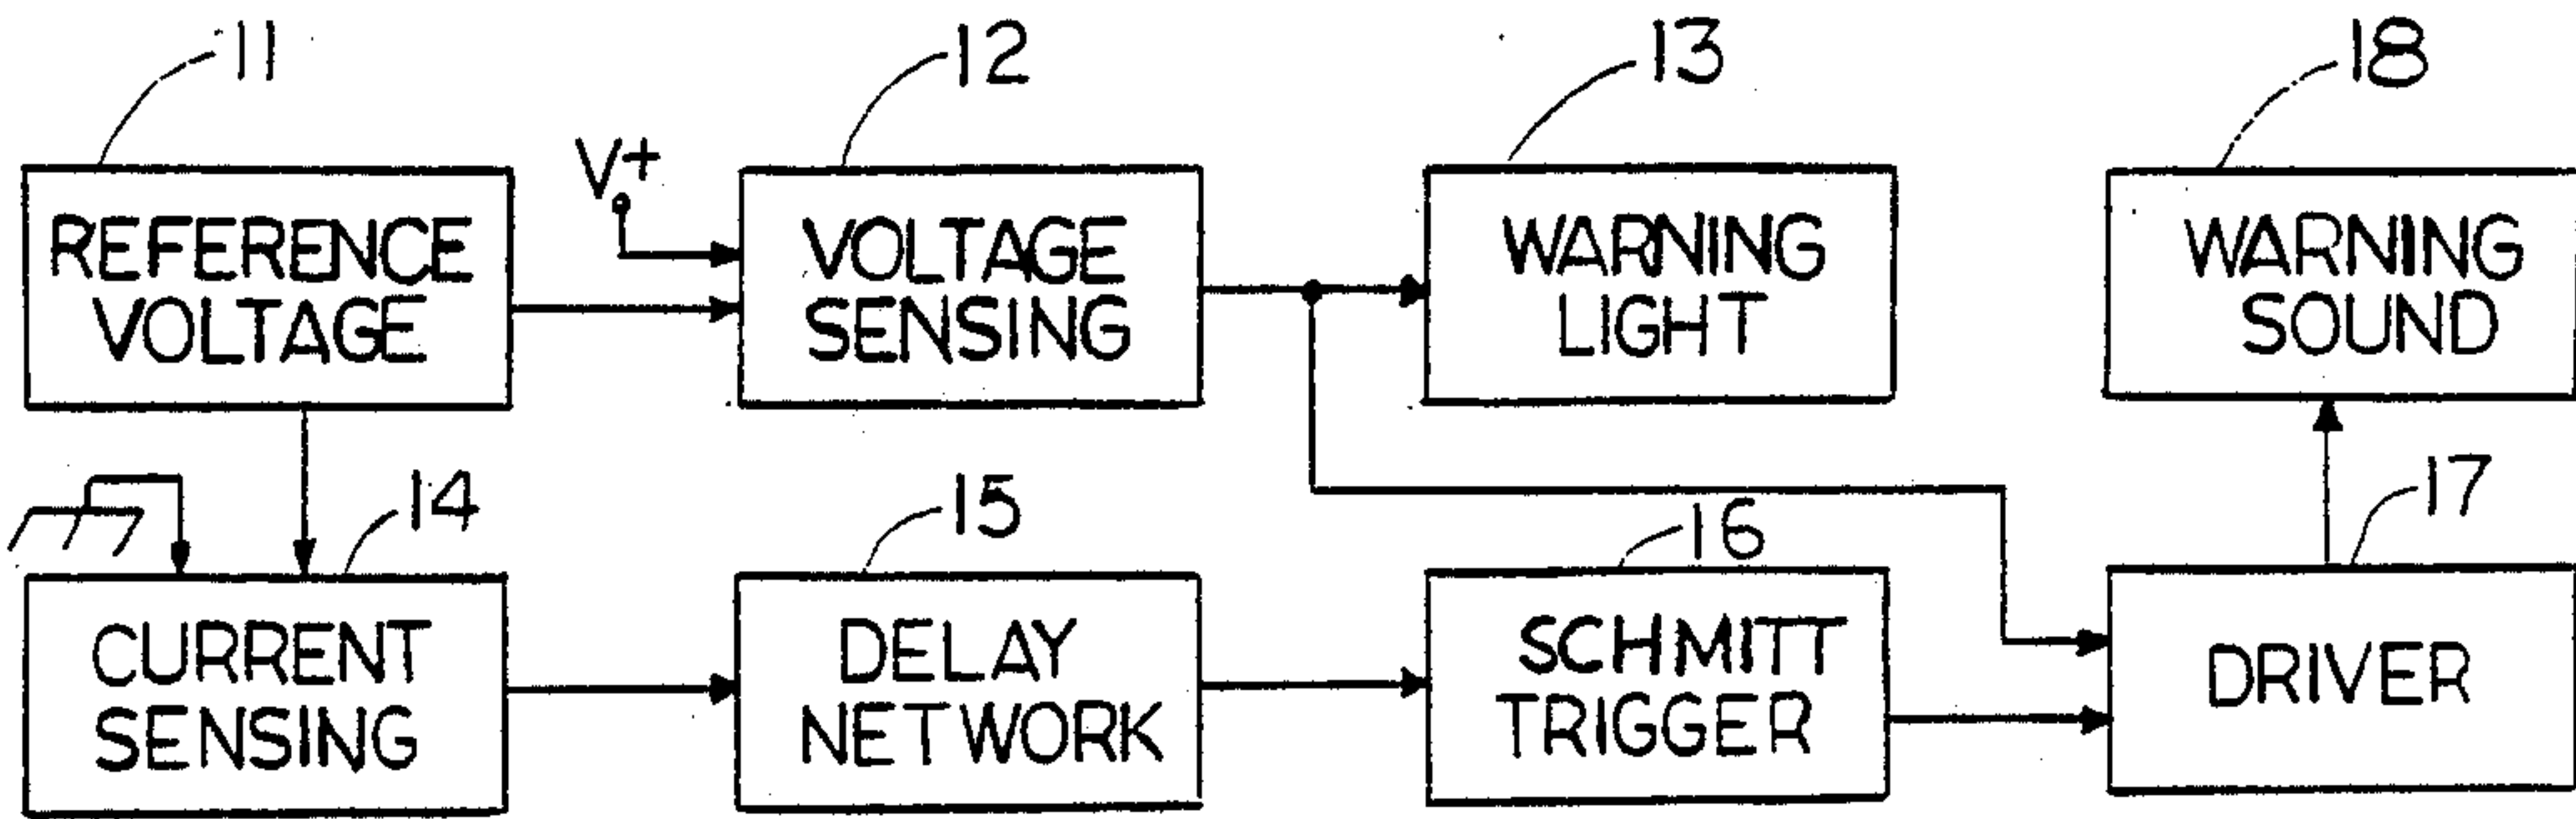 11
12
13
18
V+
REFERENCE
VOLTAGE
VOLTAGE
SENSING
WARNING
LIGHT
WARNING
SOUND
14
15
16
17
CURRENT
SENSING
DELAY
NETWORK
SCHMITT
TRIGGER
DRIVER